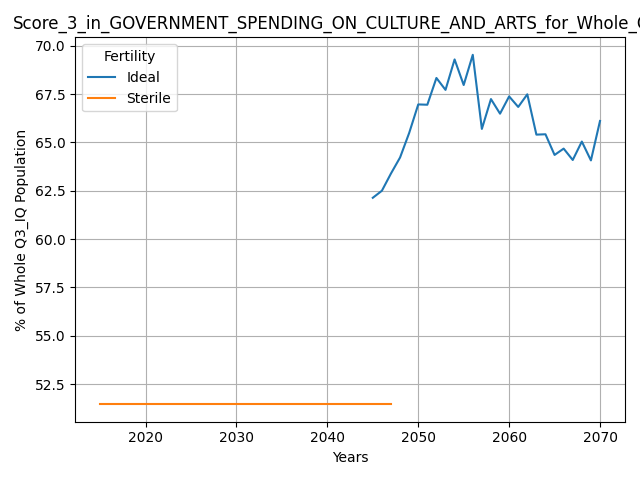 Score_3_in_GOVERNMENT_SPENDING_ON_CULTURE_AND_ARTS_for_Whole_
Fertility
Ideal
Sterile
% of Whole Q3_IQ Population
70.0
67.5
65.0
62.5
60.0
57.5
55.0
52.5
2020 2030 2040 2050 2060 2070
Years